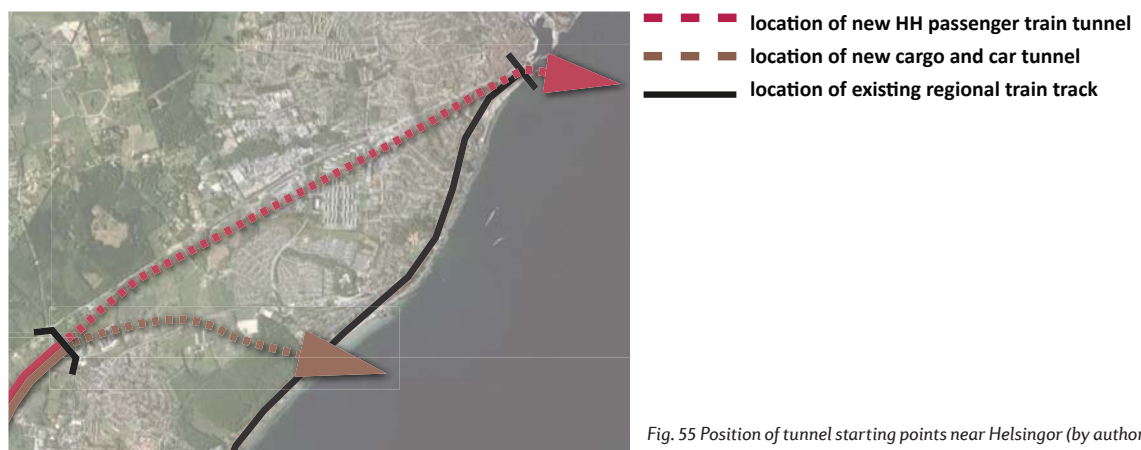 location of new HH passenger train tunnel
location of new cargo and car tunnel
location of existing regional train track
Fig. 55 Position of tunnel starting points near Helsingor (by author